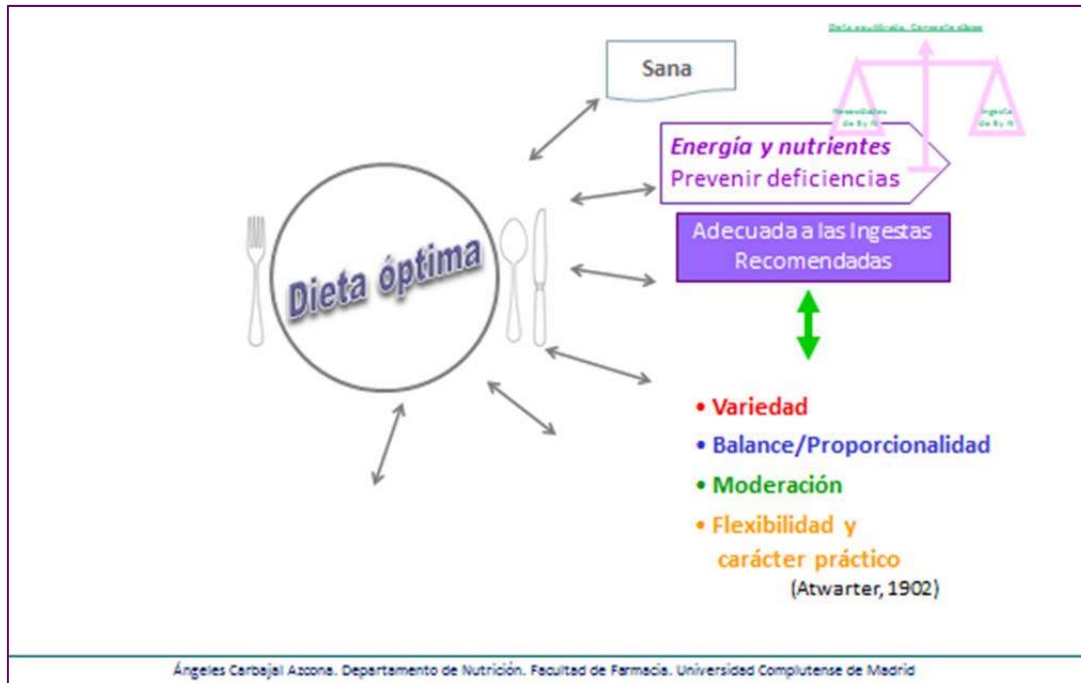 Sana
Energía y nutrientes
Prevenir deficiencias
Adecuada a las Ingestas
Recomendadas
Dieta óptima
• Variedad
• Balance/Proporcionalidad
• Moderación
• Flexibilidad y
carácter práctico
(Atwarter, 1902)
Ángeles Carbajal Azcona. Departamento de Nutrición. Facultad de Farmacia. Universidad Complutense de Madrid